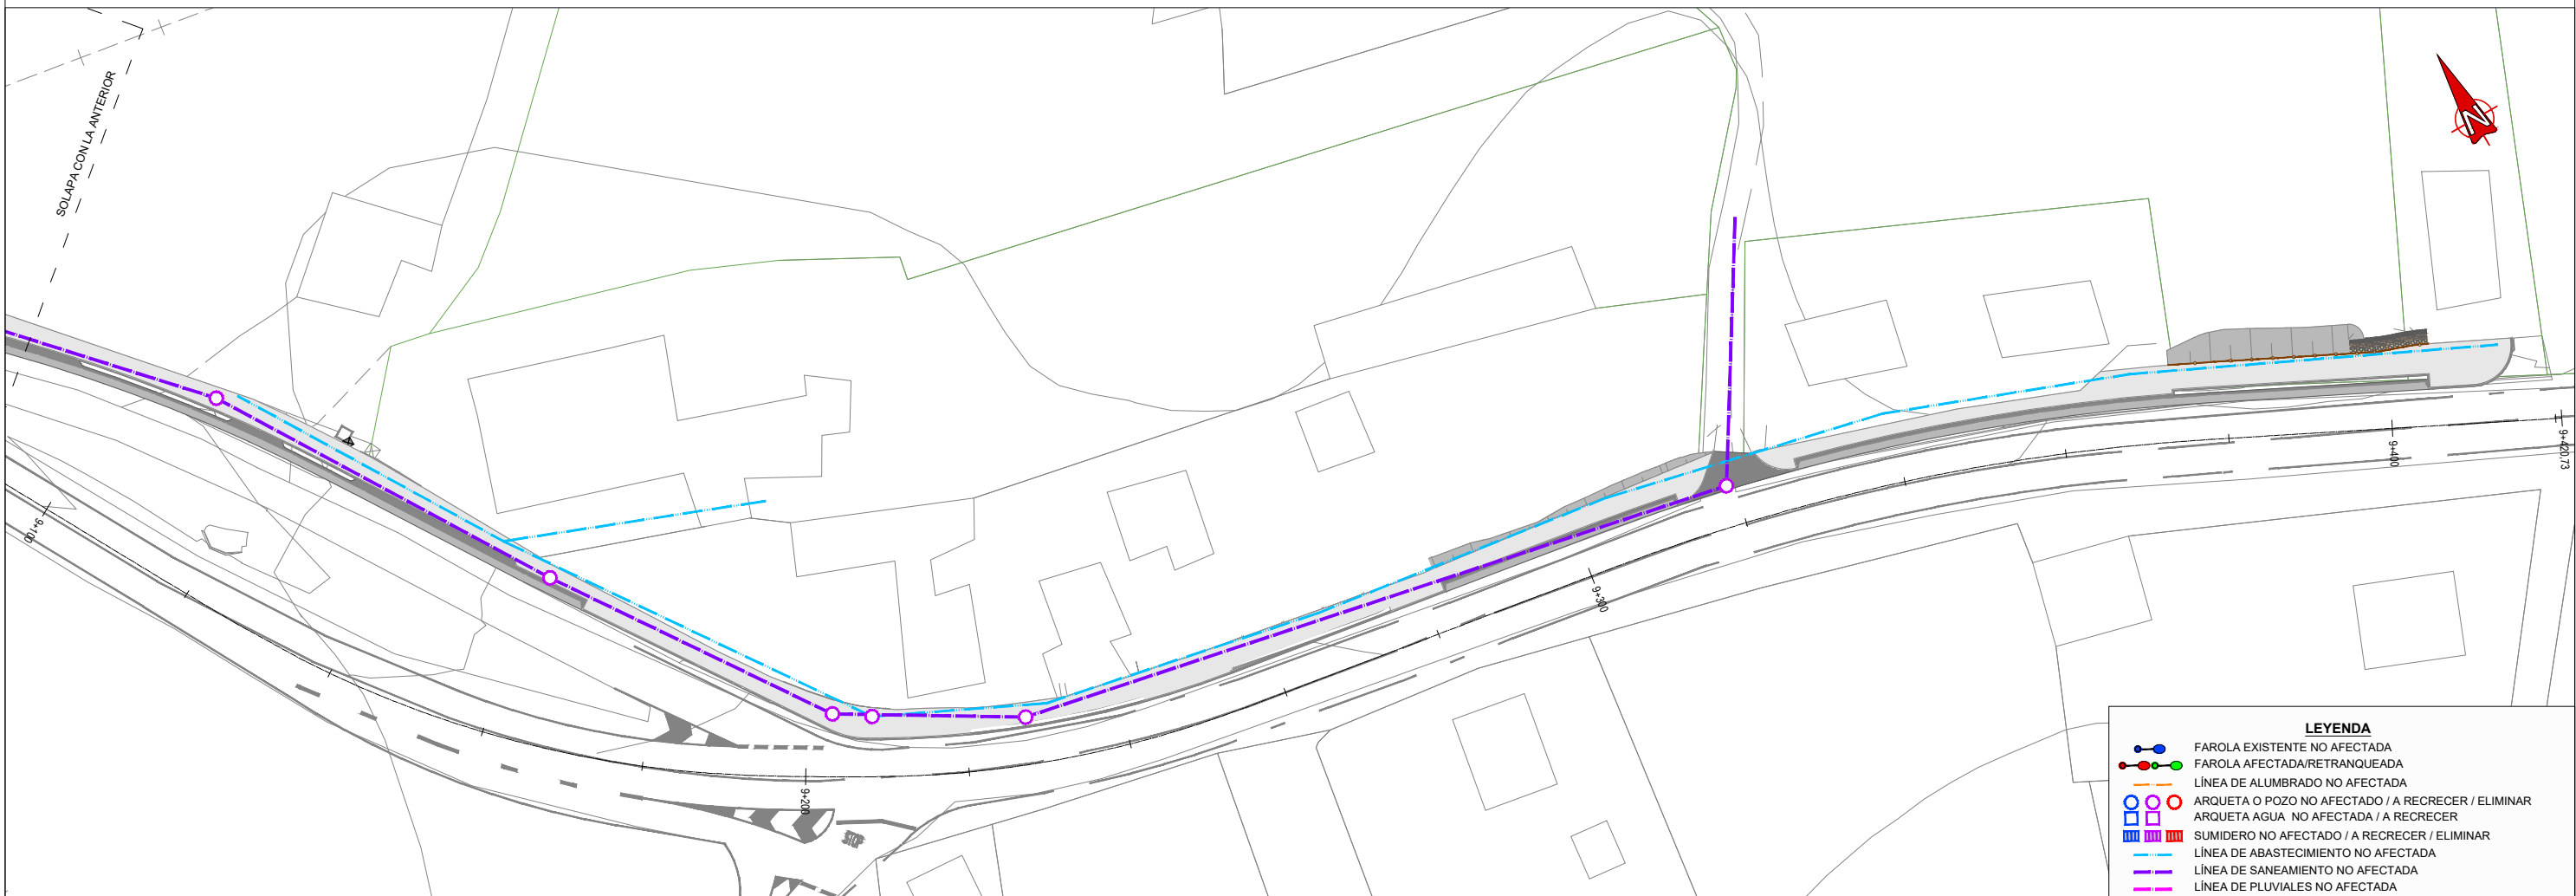 SOLAPA CON LA ANTERIOR
N
9+100
9+200
9+300
9+400
9+420,73
STOP
LEYENDA
FAROLA EXISTENTE NO AFECTADA
FAROLA AFECTADA/RETRANQUEADA
LÍNEA DE ALUMBRADO NO AFECTADA
ARQUETA O POZO NO AFECTADO / A RECRECER / ELIMINAR
ARQUETA AGUA NO AFECTADA / A RECRECER
SUMIDERO NO AFECTADO / A RECRECER / ELIMINAR
LÍNEA DE ABASTECIMIENTO NO AFECTADA
LÍNEA DE SANEAMIENTO NO AFECTADA
LÍNEA DE PLUVIALES NO AFECTADA